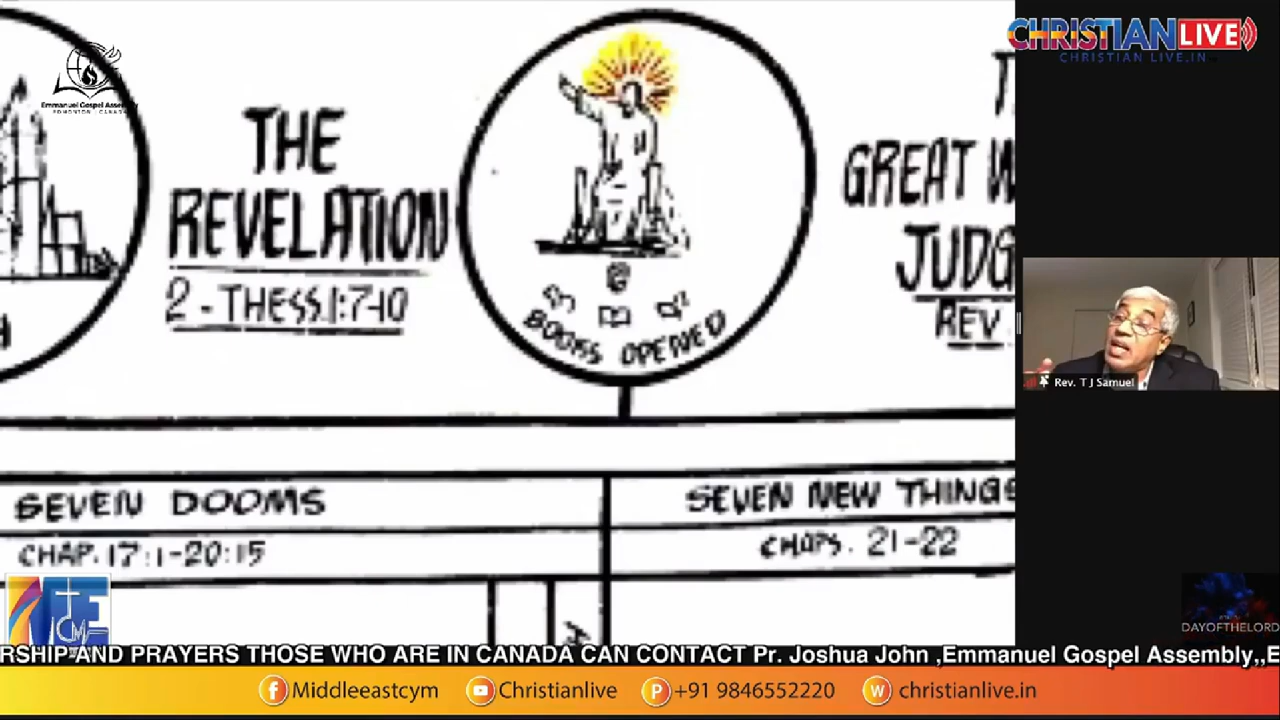 Emmanuel Gospel Assembly
EDMONTON | CANADA
THE
REVELATION
2 - THESS.1:7-10
BOOKS OPENED
GREAT W
JUDG
REV.
CHRISTIAN LIVE
CHRISTIAN LIVE.IN
Rev. T J Samuel
SEVEN DOOMS
CHAP. 17:1-20:15
SEVEN NEW THINGS
CHAPS. 21-22
DAYOFTHELORD
RSHIP AND PRAYERS THOSE WHO ARE IN CANADA CAN CONTACT Pr. Joshua John ,Emmanuel Gospel Assembly,,E
Middleeastcym
Christianlive
+91 9846552220
christianlive.in